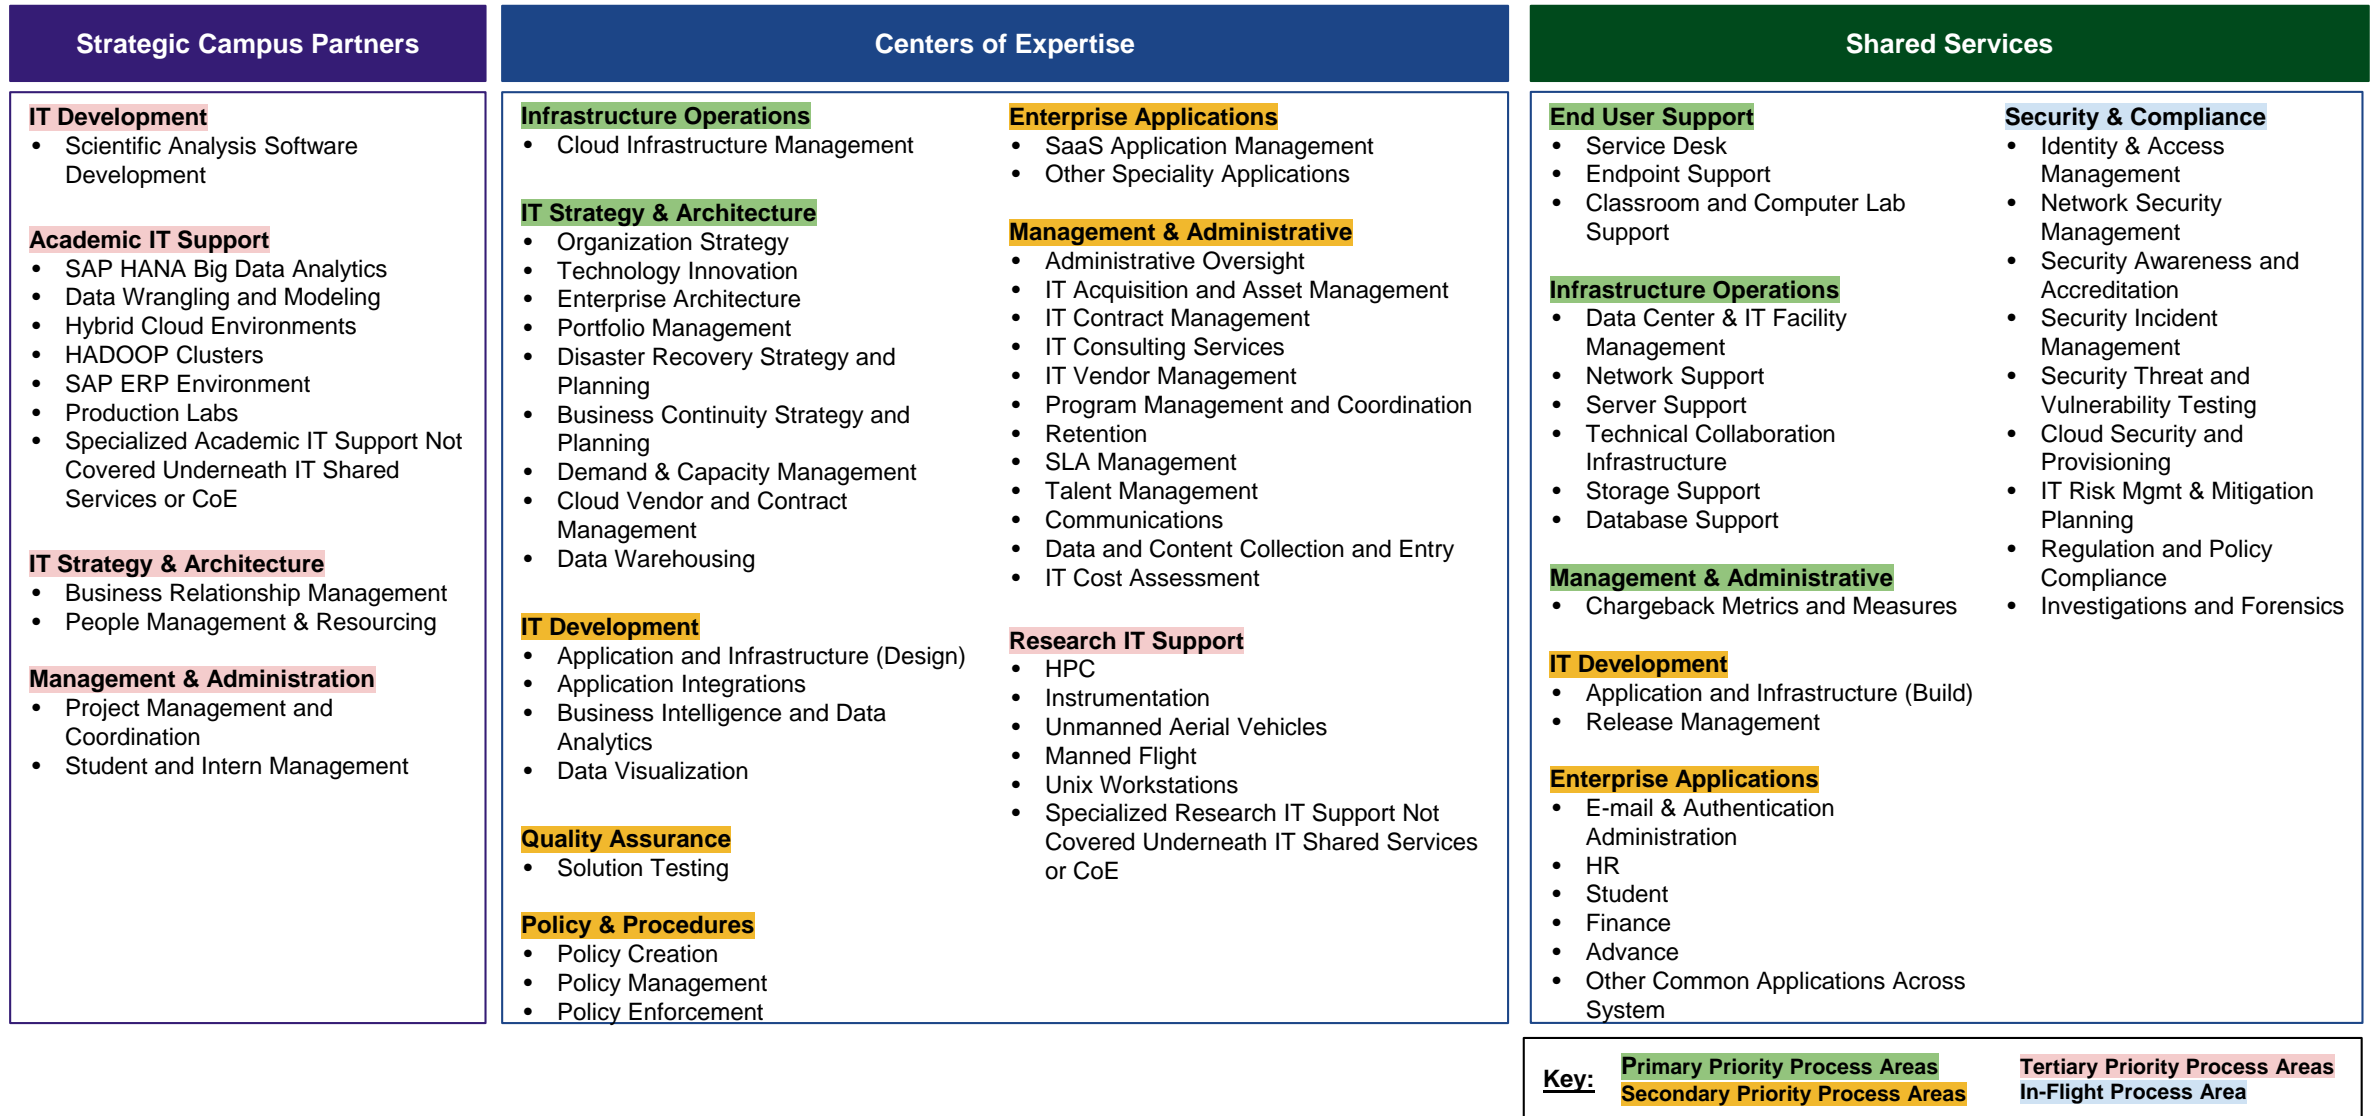 Strategic Campus Partners
IT Development
• Scientific Analysis Software
Development
Academic IT Support
• SAP HANA Big Data Analytics
• Data Wrangling and Modeling
• Hybrid Cloud Environments
• HADOOP Clusters
• SAP ERP Environment
• Production Labs
• Specialized Academic IT Support Not
Covered Underneath IT Shared
Services or CoE
IT Strategy & Architecture
• Business Relationship Management
• People Management & Resourcing
Management & Administration
• Project Management and
Coordination
• Student and Intern Management
Centers of Expertise
Infrastructure Operations
• Cloud Infrastructure Management
IT Strategy & Architecture
• Organization Strategy
• Technology Innovation
• Enterprise Architecture
• Portfolio Management
• Disaster Recovery Strategy and
Planning
• Business Continuity Strategy and
Planning
• Demand & Capacity Management
• Cloud Vendor and Contract
Management
• Data Warehousing
IT Development
• Application and Infrastructure (Design)
• Application Integrations
• Business Intelligence and Data
Analytics
• Data Visualization
Quality Assurance
• Solution Testing
Policy & Procedures
• Policy Creation
• Policy Management
• Policy Enforcement
Enterprise Applications
• SaaS Application Management
• Other Speciality Applications
Management & Administrative
• Administrative Oversight
• IT Acquisition and Asset Management
• IT Contract Management
• IT Consulting Services
• IT Vendor Management
• Program Management and Coordination
• Retention
• SLA Management
• Talent Management
• Communications
• Data and Content Collection and Entry
• IT Cost Assessment
Research IT Support
• HPC
• Instrumentation
• Unmanned Aerial Vehicles
• Manned Flight
• Unix Workstations
• Specialized Research IT Support Not
Covered Underneath IT Shared Services
or CoE
Shared Services
End User Support
• Service Desk
• Endpoint Support
• Classroom and Computer Lab
Support
Infrastructure Operations
• Data Center & IT Facility
Management
• Network Support
• Server Support
• Technical Collaboration
Infrastructure
• Storage Support
• Database Support
Management & Administrative
• Chargeback Metrics and Measures
IT Development
• Application and Infrastructure (Build)
• Release Management
Enterprise Applications
• E-mail & Authentication
Administration
• HR
• Student
• Finance
• Advance
• Other Common Applications Across
System
Security & Compliance
• Identity & Access
Management
• Network Security
Management
• Security Awareness and
Accreditation
• Security Incident
Management
• Security Threat and
Vulnerability Testing
• Cloud Security and
Provisioning
• IT Risk Mgmt & Mitigation
Planning
• Regulation and Policy
Compliance
• Investigations and Forensics
Key:
Primary Priority Process Areas
Secondary Priority Process Areas
Tertiary Priority Process Areas
In-Flight Process Area